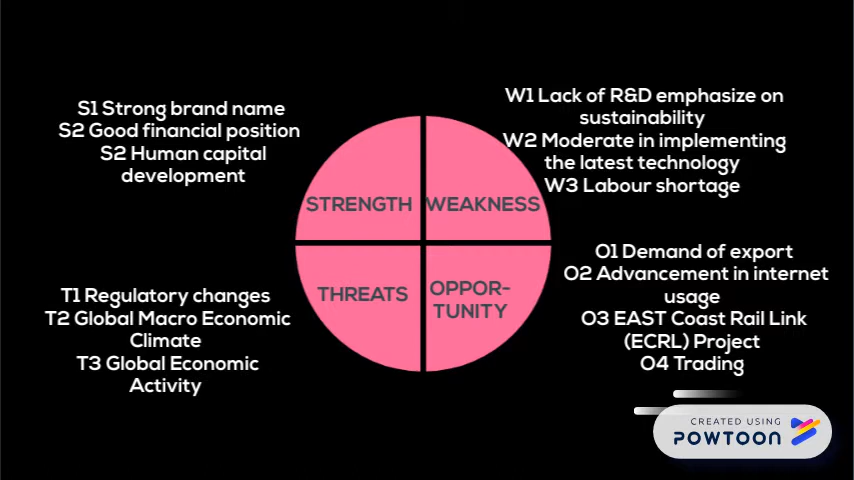 S1 Strong brand name
S2 Good financial position
S2 Human capital
development
W1 Lack of R&D emphasize on
sustainability
W2 Moderate in implementing
the latest technology
W3 Labour shortage
STRENGTH
WEAKNESS
THREATS
OPPOR-
TUNITY
T1 Regulatory changes
T2 Global Macro Economic
Climate
T3 Global Economic
Activity
O1 Demand of export
O2 Advancement in internet
usage
O3 EAST Coast Rail Link
(ECRL) Project
O4 Trading
CREATED USING
POWTOON